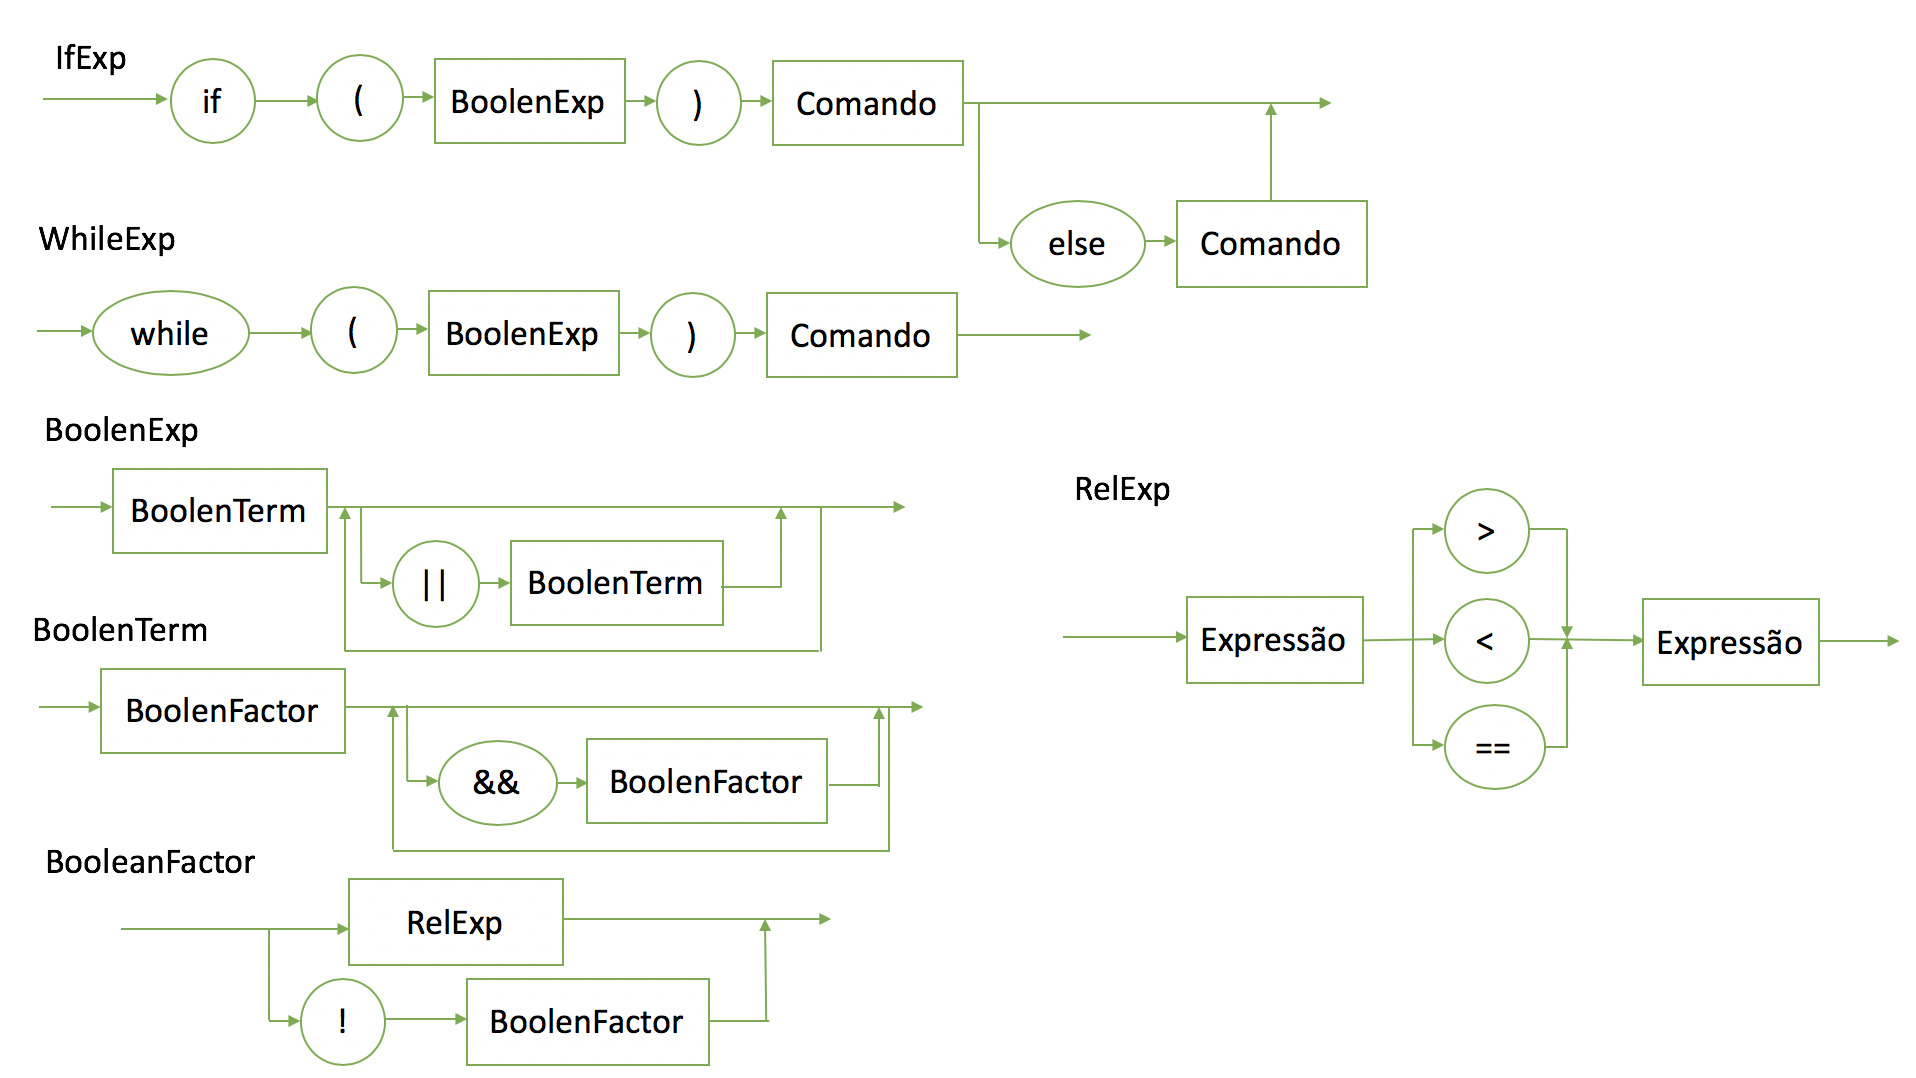 IfExp
if ( BoolenExp ) Comando
else Comando
WhileExp
while ( BoolenExp ) Comando
BoolenExp
BoolenTerm
|| BoolenTerm
BoolenTerm
BoolenFactor
&& BoolenFactor
BooleanFactor
RelExp
! BoolenFactor
RelExp
>
Expressão < Expressão
==